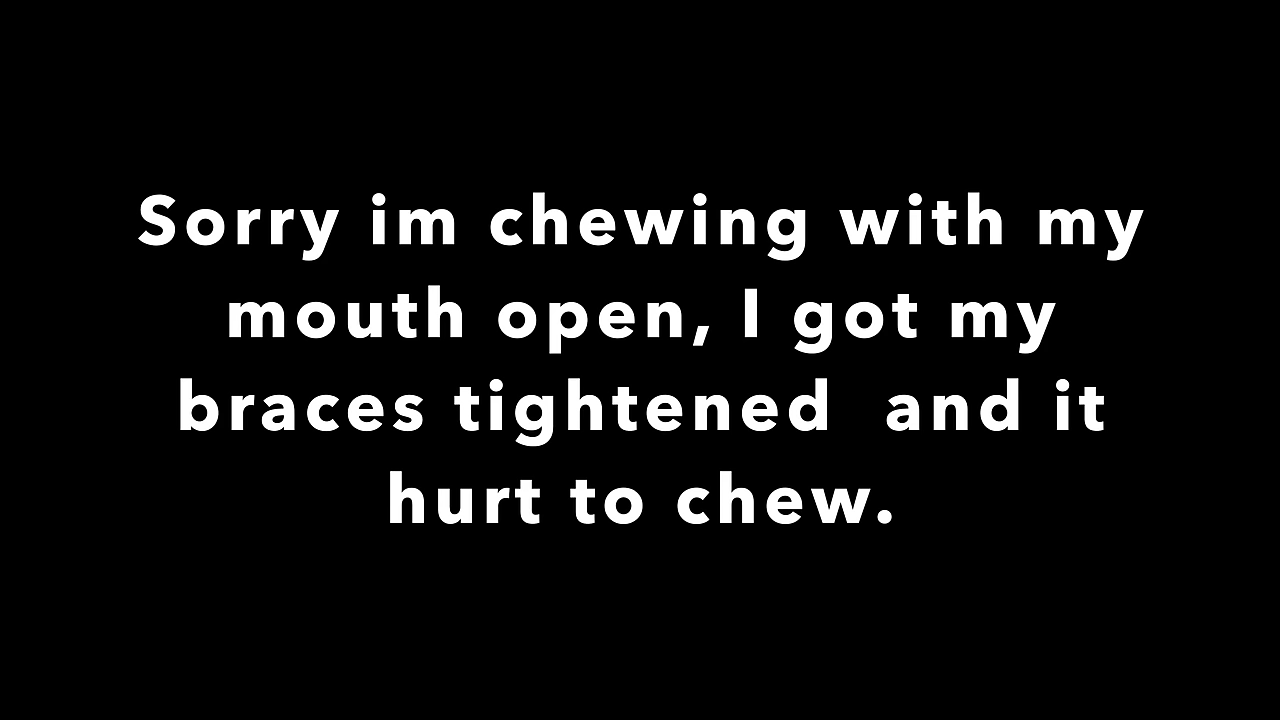 Sorry im chewing with my
mouth open, I got my
braces tightened  and it
hurt to chew.